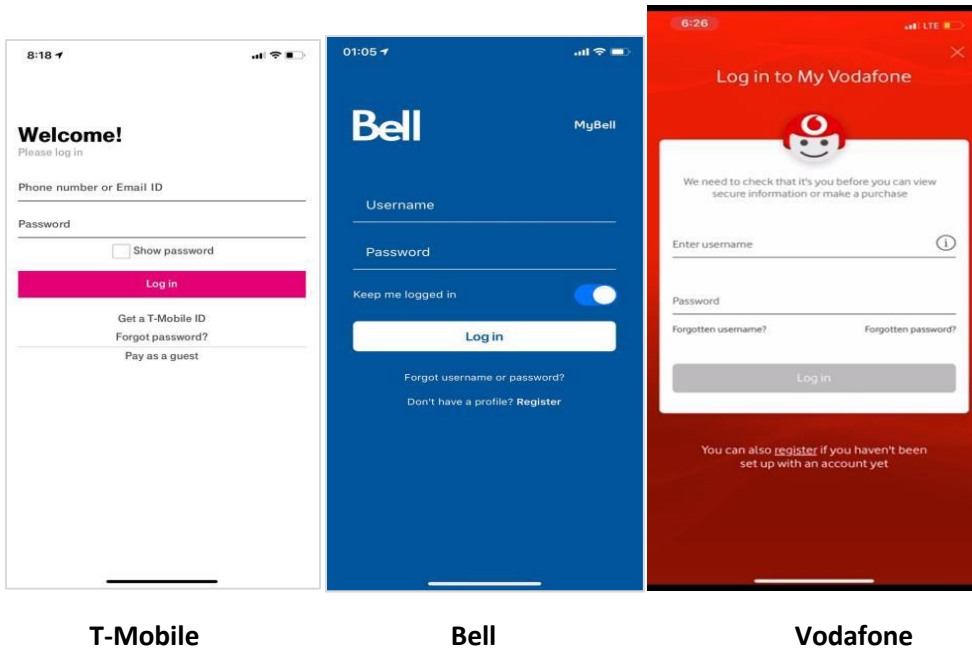 8:18
Welcome!
Please log in
Phone number or Email ID
Password
Show password
Log in
Get a T-Mobile ID
Forgot password?
Pay as a guest
01:05
Bell
MyBell
Username
Password
Keep me logged in
Log in
Forgot username or password?
Don't have a profile? Register
6:26
LTE
Log in to My Vodafone
We need to check that it's you before you can view
secure information or make a purchase
Enter username
Password
Forgotten username?
Forgotten password?
Log in
You can also register if you haven't been
set up with an account yet
T-Mobile
Bell
Vodafone